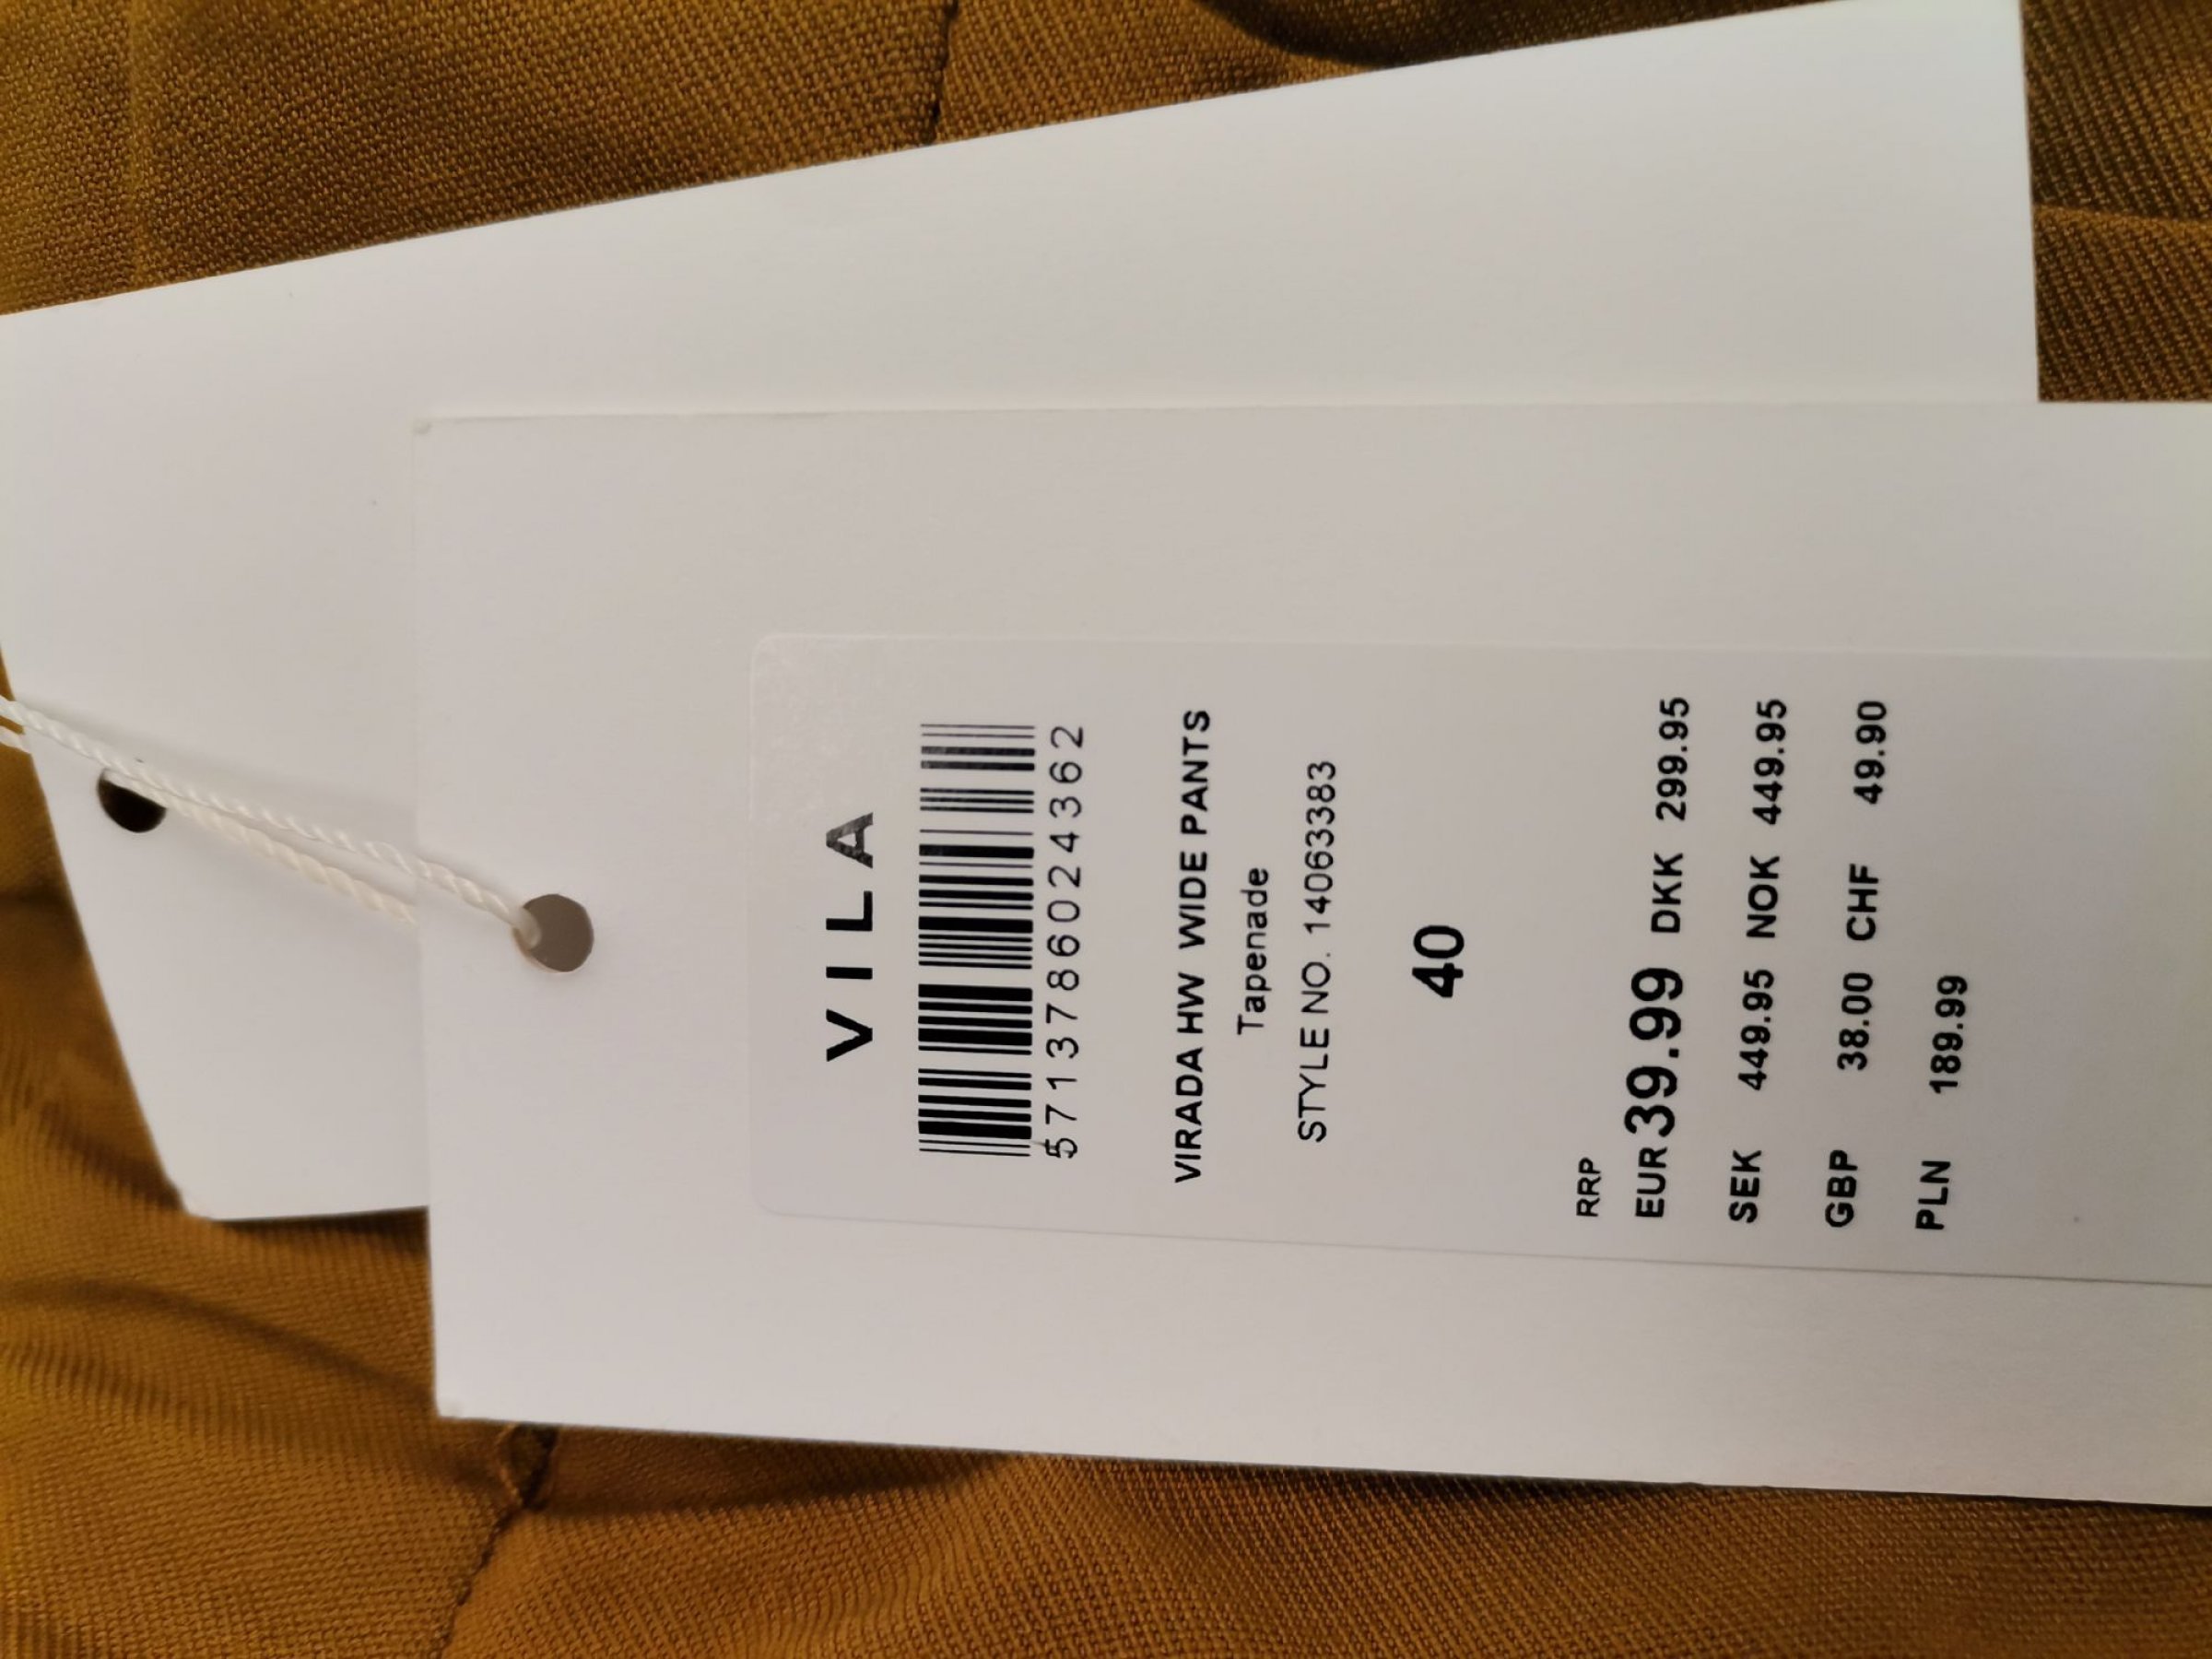 VILA
5713786024362
VIRADA HW WIDE PANTS
Tapenade
STYLE NO. 14063383
40
RRP
EUR 39.99 DKK 299.95
SEK 449.95 NOK 449.95
GBP 38.00 CHF 49.90
PLN 189.99